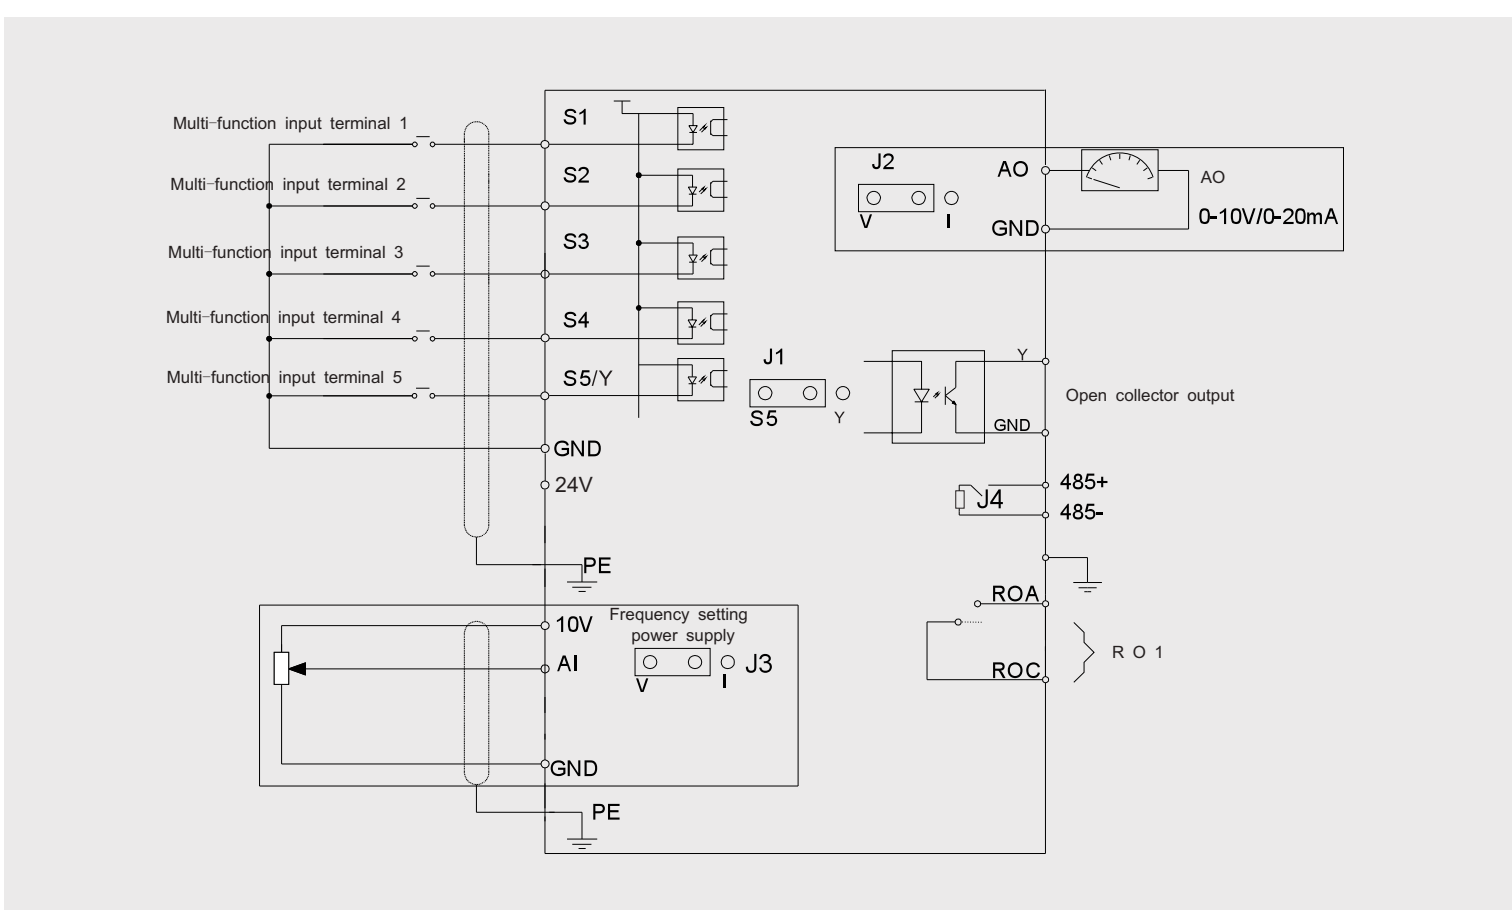 Multi-function input terminal 1
S1
Multi-function input terminal 2
S2
Multi-function input terminal 3
S3
Multi-function input terminal 4
S4
Multi-function input terminal 5
S5/Y
GND
24V
PE
J1
S5
Y
J2
V
I
AO
GND
AO
0-10V/0-20mA
Y
GND
Open collector output
J4
485+
485-
ROA
ROC
R O 1
10V
AI
GND
PE
Frequency setting
power supply
V
I
J3